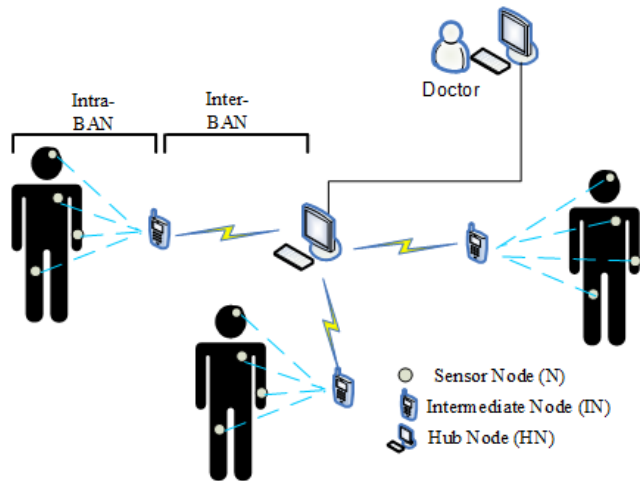 Doctor
Intra-
BAN
Inter-
BAN
Sensor Node (N)
Intermediate Node (IN)
Hub Node (HN)